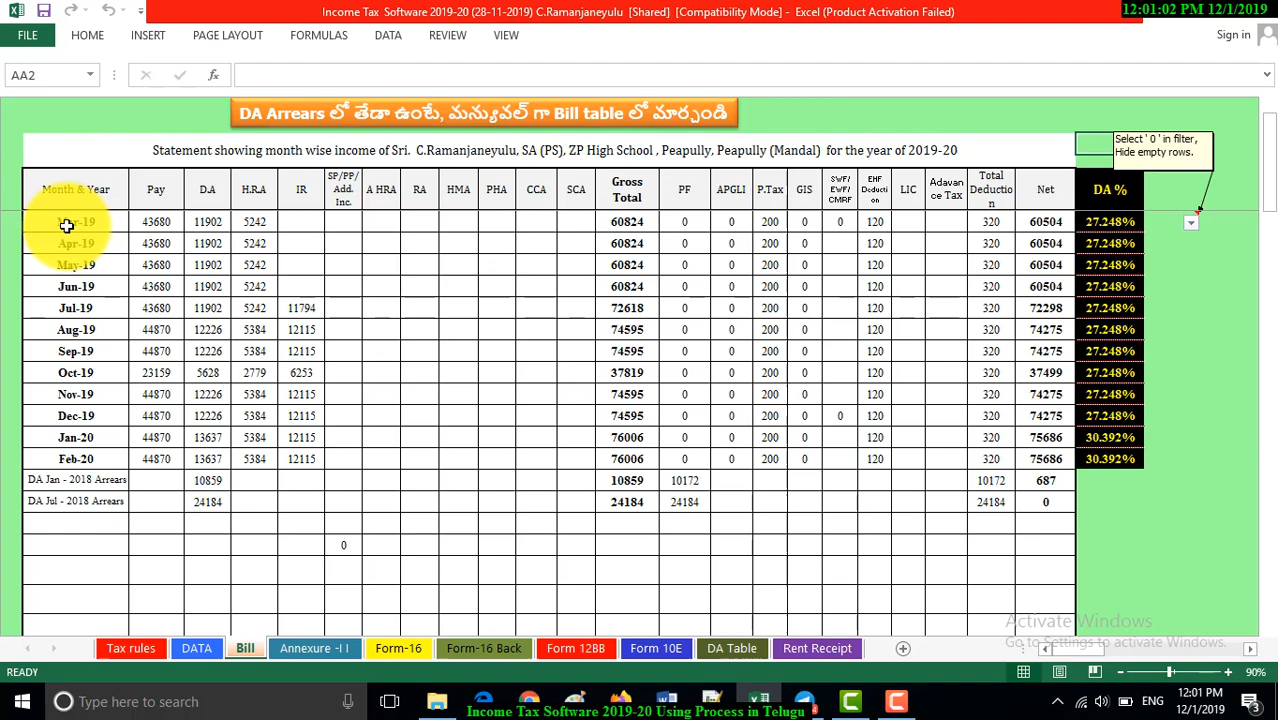 Income Tax Software 2019-20 (28-11-2019) C.Ramanjaneyulu [Shared] [Compatibility Mode] - Excel (Product Activation Failed)
12:01:02 PM 12/1/2019
FILE HOME INSERT PAGE LAYOUT FORMULAS DATA REVIEW VIEW Sign in
AA2 fx
DA Arrears లో తేడా ఉంటే, మన్యువల్ గా Bill table లో మార్చండి
Statement showing month wise income of Sri. C.Ramanjaneyulu, SA (PS), ZP High School , Peapully, Peapully (Mandal) for the year of 2019-20
Select ' 0 ' in filter,
Hide empty rows.
Month & Year Pay D.A H.R.A IR SP/PP/ Add. Inc. A HRA RA HMA PHA CCA SCA Gross Total PF APGLI P.Tax GIS SWF/ EWF/ CMRF EHF Deducti on LIC Adavan ce Tax Total Deductio n Net DA %
Mar-19 43680 11902 5242 60824 0 0 200 0 0 120 320 60504 27.248%
Apr-19 43680 11902 5242 60824 0 0 200 0 120 320 60504 27.248%
May-19 43680 11902 5242 60824 0 0 200 0 120 320 60504 27.248%
Jun-19 43680 11902 5242 60824 0 0 200 0 120 320 60504 27.248%
Jul-19 43680 11902 5242 11794 72618 0 0 200 0 120 320 72298 27.248%
Aug-19 44870 12226 5384 12115 74595 0 0 200 0 120 320 74275 27.248%
Sep-19 44870 12226 5384 12115 74595 0 0 200 0 120 320 74275 27.248%
Oct-19 23159 5628 2779 6253 37819 0 0 200 0 120 320 37499 27.248%
Nov-19 44870 12226 5384 12115 74595 0 0 200 0 120 320 74275 27.248%
Dec-19 44870 12226 5384 12115 74595 0 0 200 0 0 120 320 74275 27.248%
Jan-20 44870 13637 5384 12115 76006 0 0 200 0 120 320 75686 30.392%
Feb-20 44870 13637 5384 12115 76006 0 0 200 0 120 320 75686 30.392%
DA Jan - 2018 Arrears 10859 10859 10172 10172 687
DA Jul - 2018 Arrears 24184 24184 24184 24184 0
0
Activate Windows
Go to Settings to activate Windows.
Tax rules DATA Bill Annexure -I I Form-16 Form-16 Back Form 12BB Form 10E DA Table Rent Receipt
READY 90%
Type here to search ENG 12:01 PM
12/1/2019 3
Income Tax Software 2019-20 Using Process in Telugu